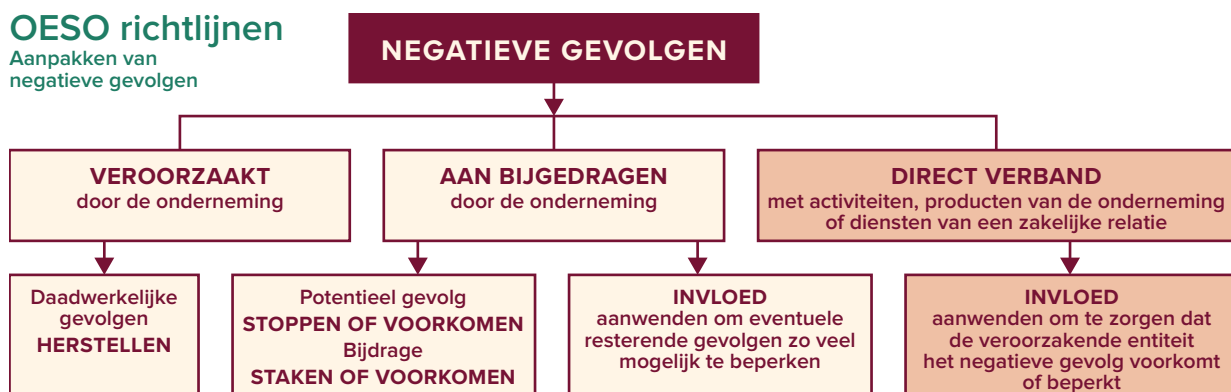 OESO richtlijnen
Aanpakken van
negatieve gevolgen
NEGATIEVE GEVOLGEN
VEROORZAAKT
door de onderneming
AAN BIJGEDRAGEN
door de onderneming
DIRECT VERBAND
met activiteiten, producten van de onderneming
of diensten van een zakelijke relatie
Daadwerkelijke
gevolgen
HERSTELLEN
Potentieel gevolg
STOPPEN OF VOORKOMEN
Bijdrage
STAKEN OF VOORKOMEN
INVLOED
aanwenden om eventuele
resterende gevolgen zo veel
mogelijk te beperken
INVLOED
aanwenden om te zorgen dat
de veroorzakende entiteit
het negatieve gevolg voorkomt
of beperkt